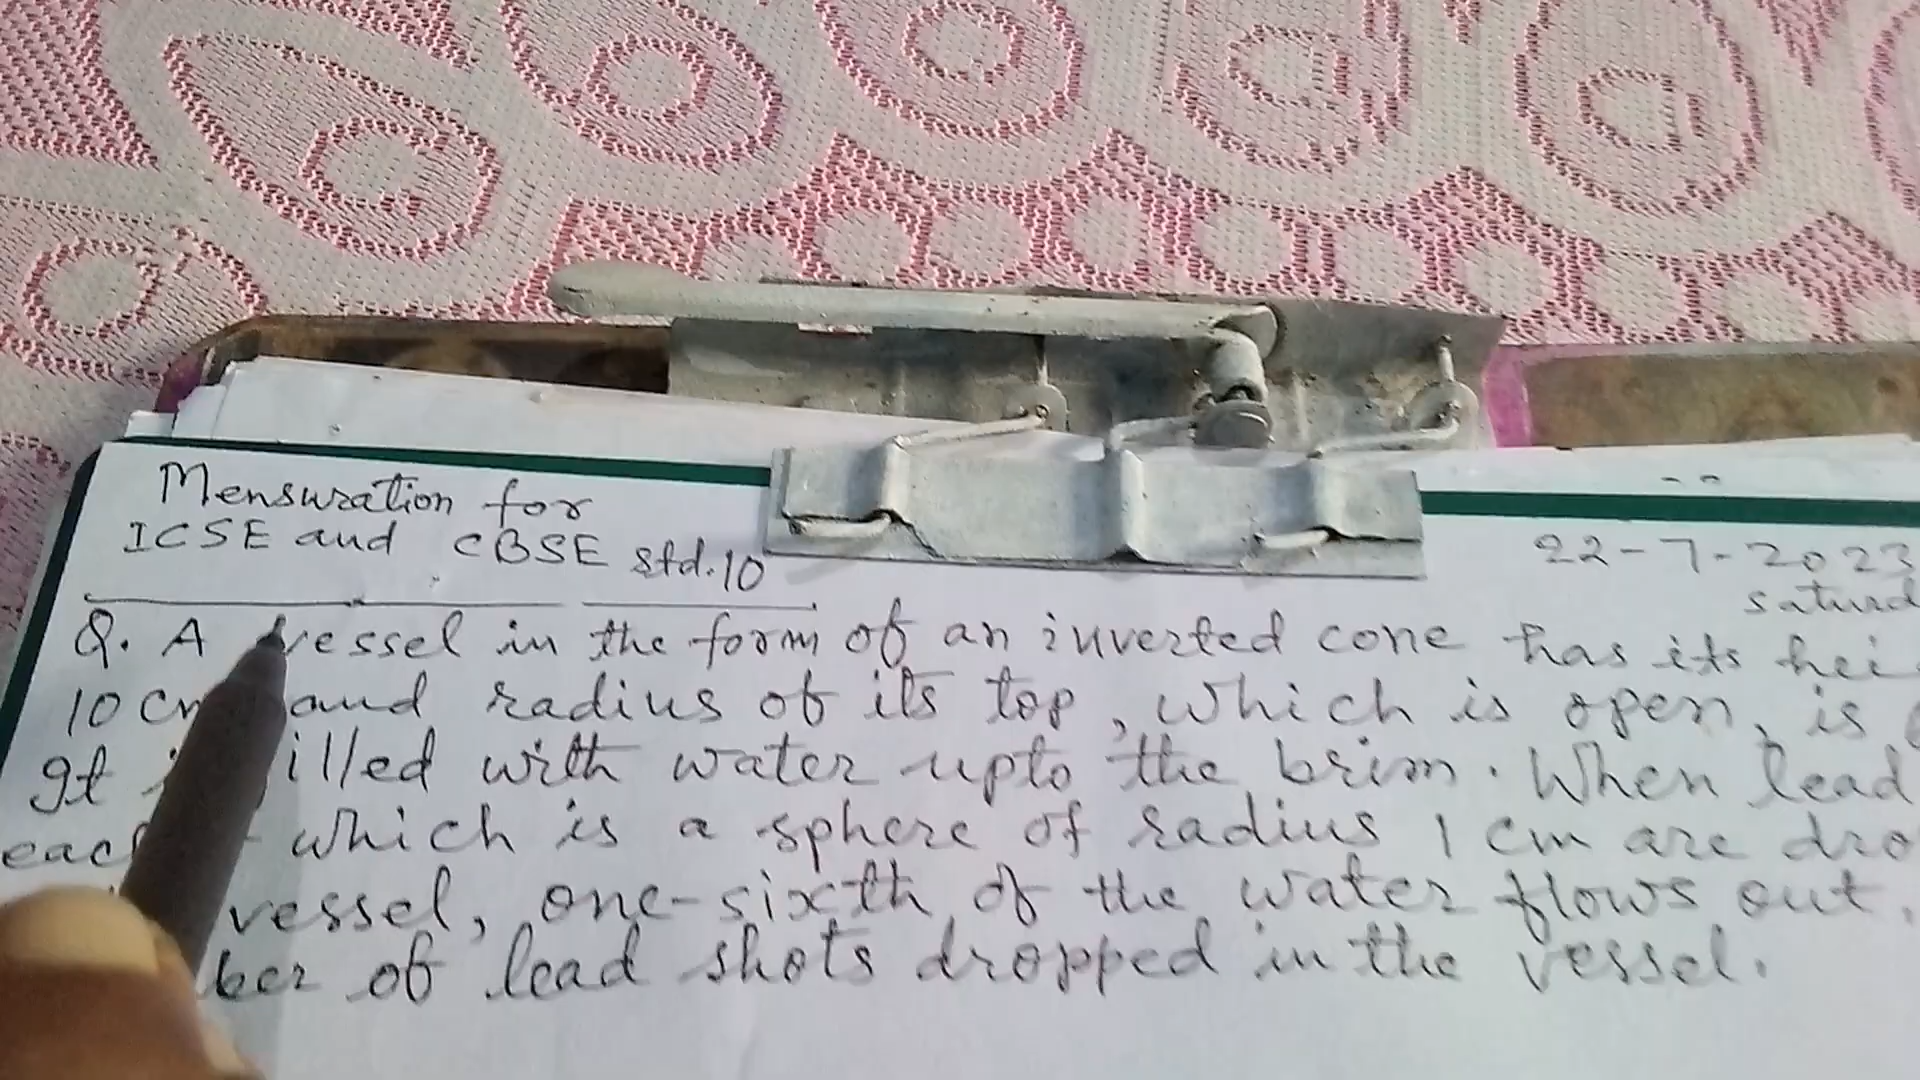 Mensuration for
ICSE and CBSE std.10
22-7-2023
Q. A vessel in the form of an inverted cone has its
10 and radius of its top, which is open, is
It filled with water upto the brim. When lead
which is a sphere of radius 1 cm are
vessel, one-sixth of the water flows out.
of lead shots dropped in the vessel.